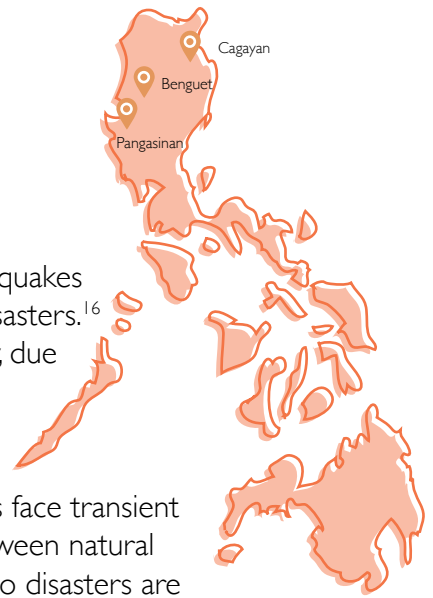 Cagayan
Benguet
Pangasinan
quakes
sasters.¹⁶
due
face transient
ween natural
o disasters are